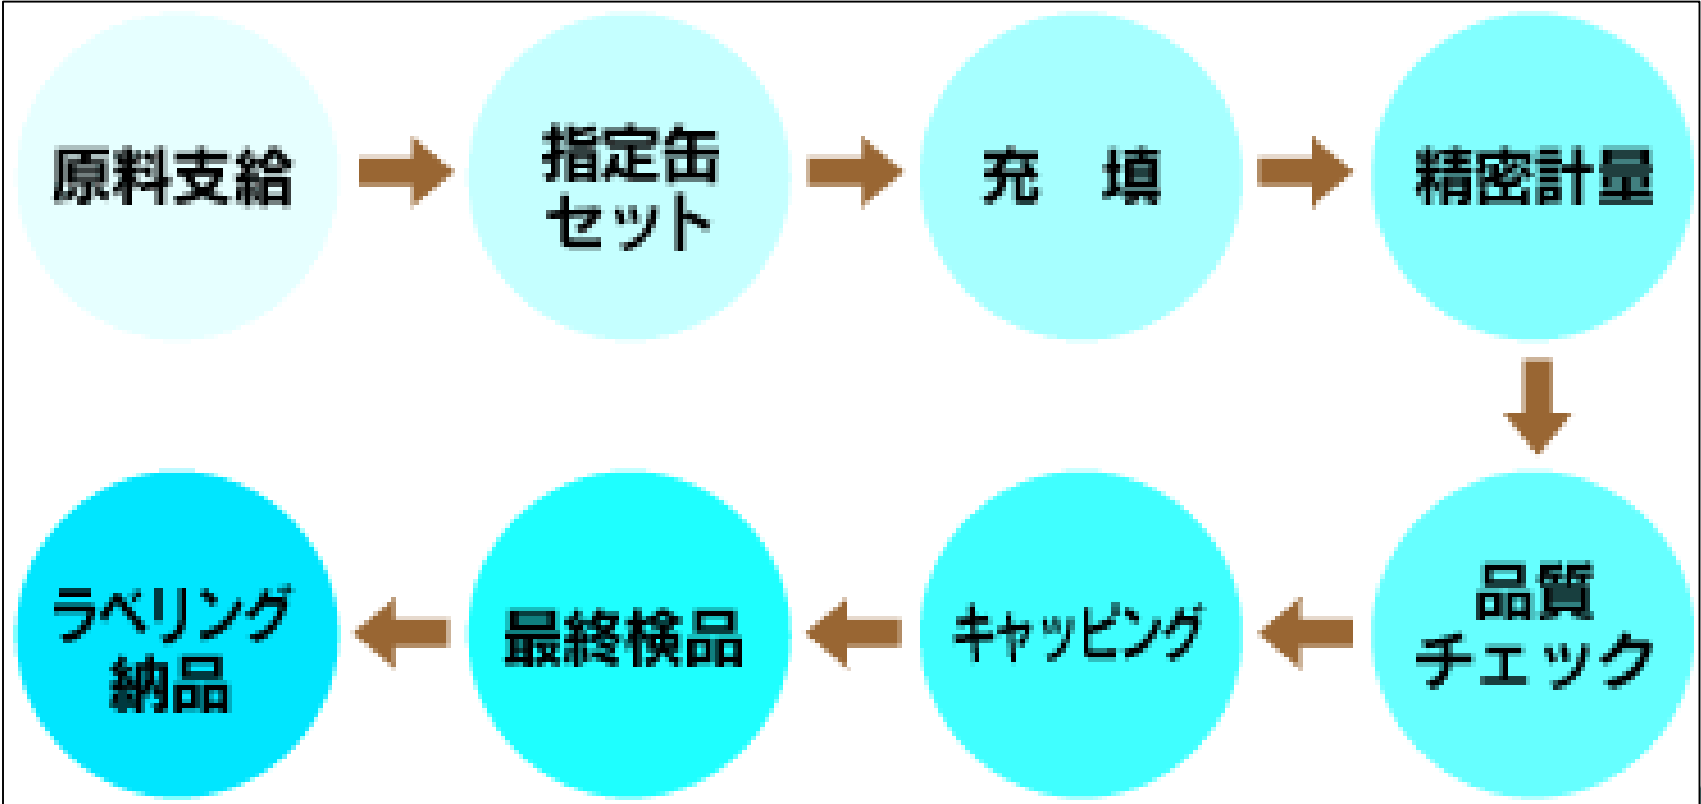 原料支給
指定缶
セット
充　填
精密計量
品質
チェック
キャッピング
最終検品
ラベリング
納品